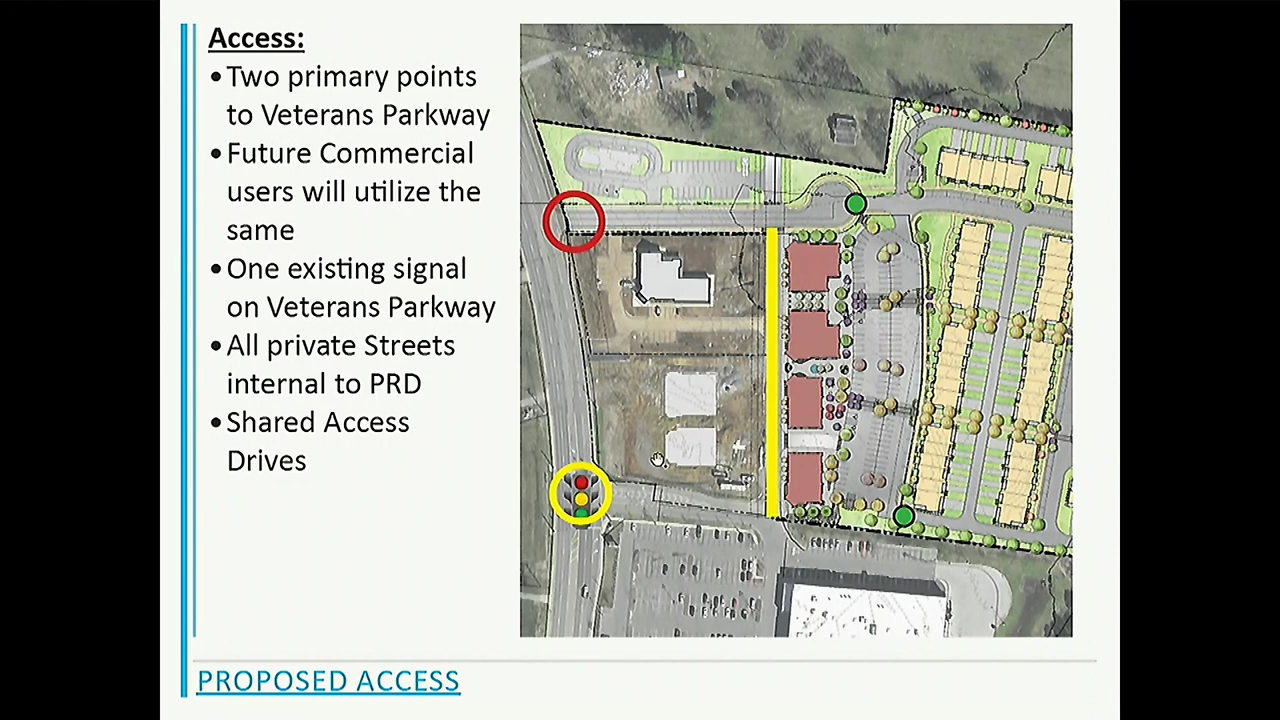 Access:
•Two primary points
to Veterans Parkway
•Future Commercial
users will utilize the
same
•One existing signal
on Veterans Parkway
•All private Streets
internal to PRD
•Shared Access
Drives
PROPOSED ACCESS